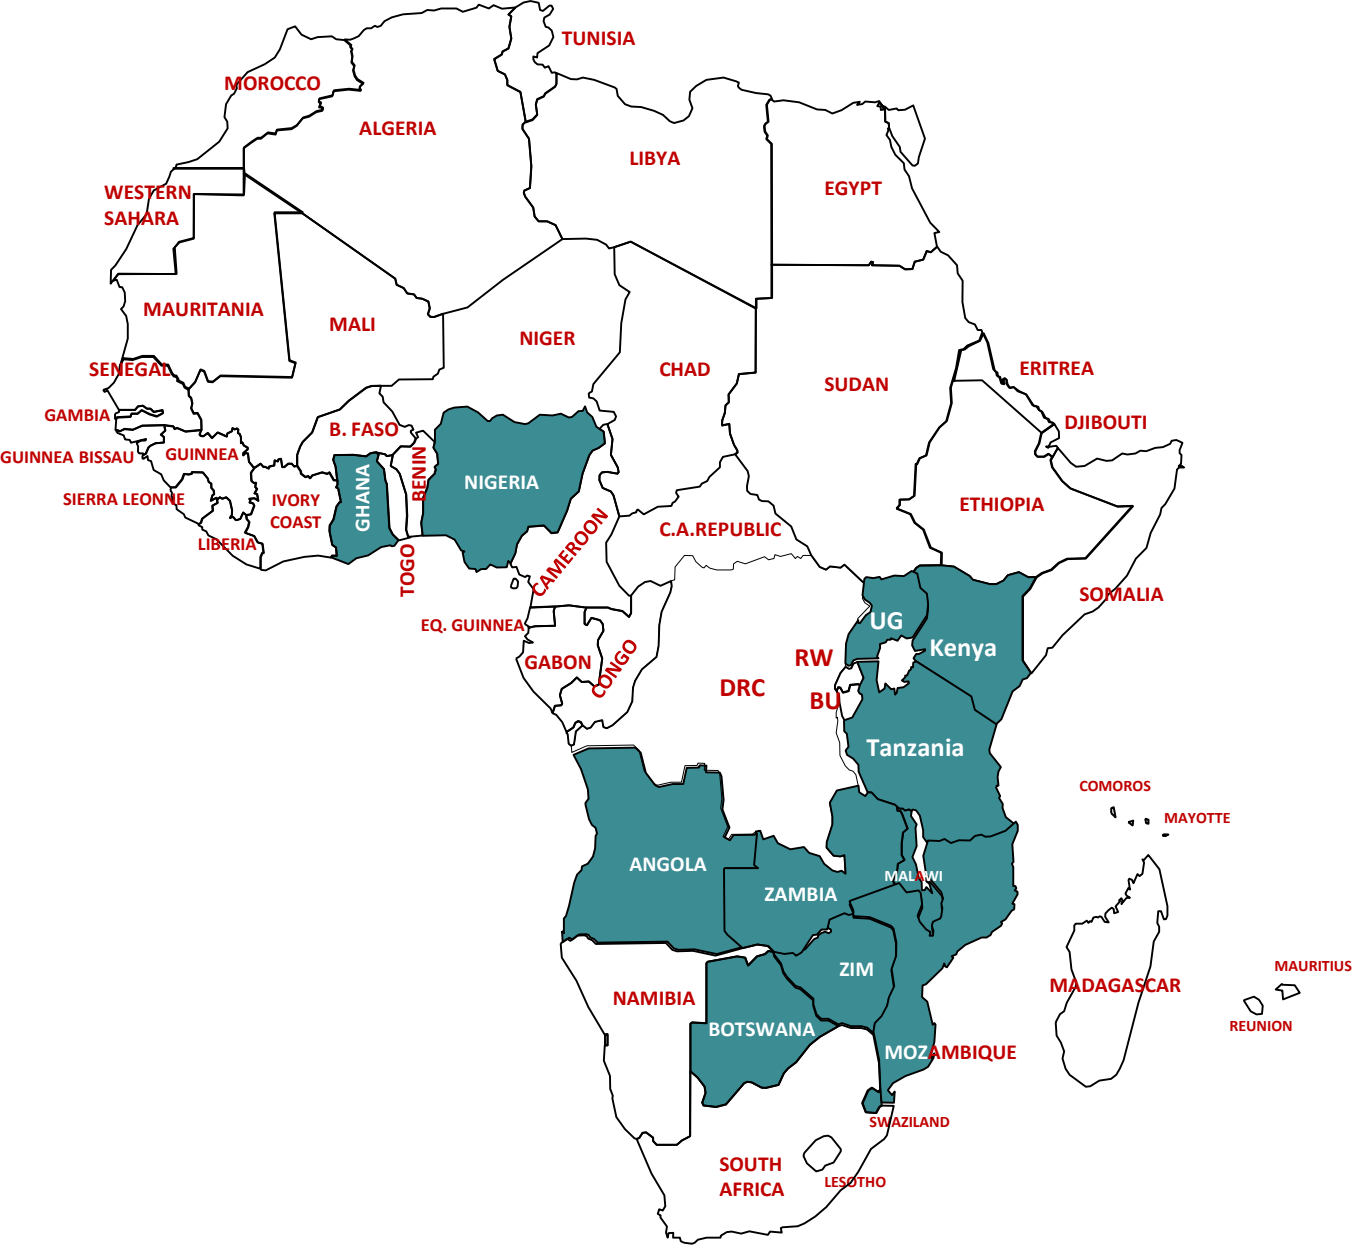 TUNISIA
MOROCCO
ALGERIA
LIBYA
EGYPT
WESTERN
SAHARA
MAURITANIA
MALI
NIGER
CHAD
SUDAN
ERITREA
SENEGAL
GAMBIA
B. FASO
DJIBOUTI
GUINNEA BISSAU
GUINNEA
BENIN
NIGERIA
GHANA
SIERRA LEONNE
IVORY
COAST
ETHIOPIA
C.A.REPUBLIC
LIBERIA
TOGO
CAMEROON
SOMALIA
EQ. GUINNEA
UG
Kenya
GABON
CONGO
RW
DRC
BU
Tanzania
COMOROS
MAYOTTE
ANGOLA
MALAWI
ZAMBIA
ZIM
MAURITIUS
MADAGASCAR
NAMIBIA
REUNION
BOTSWANA
MOZAMBIQUE
SWAZILAND
SOUTH
AFRICA
LESOTHO